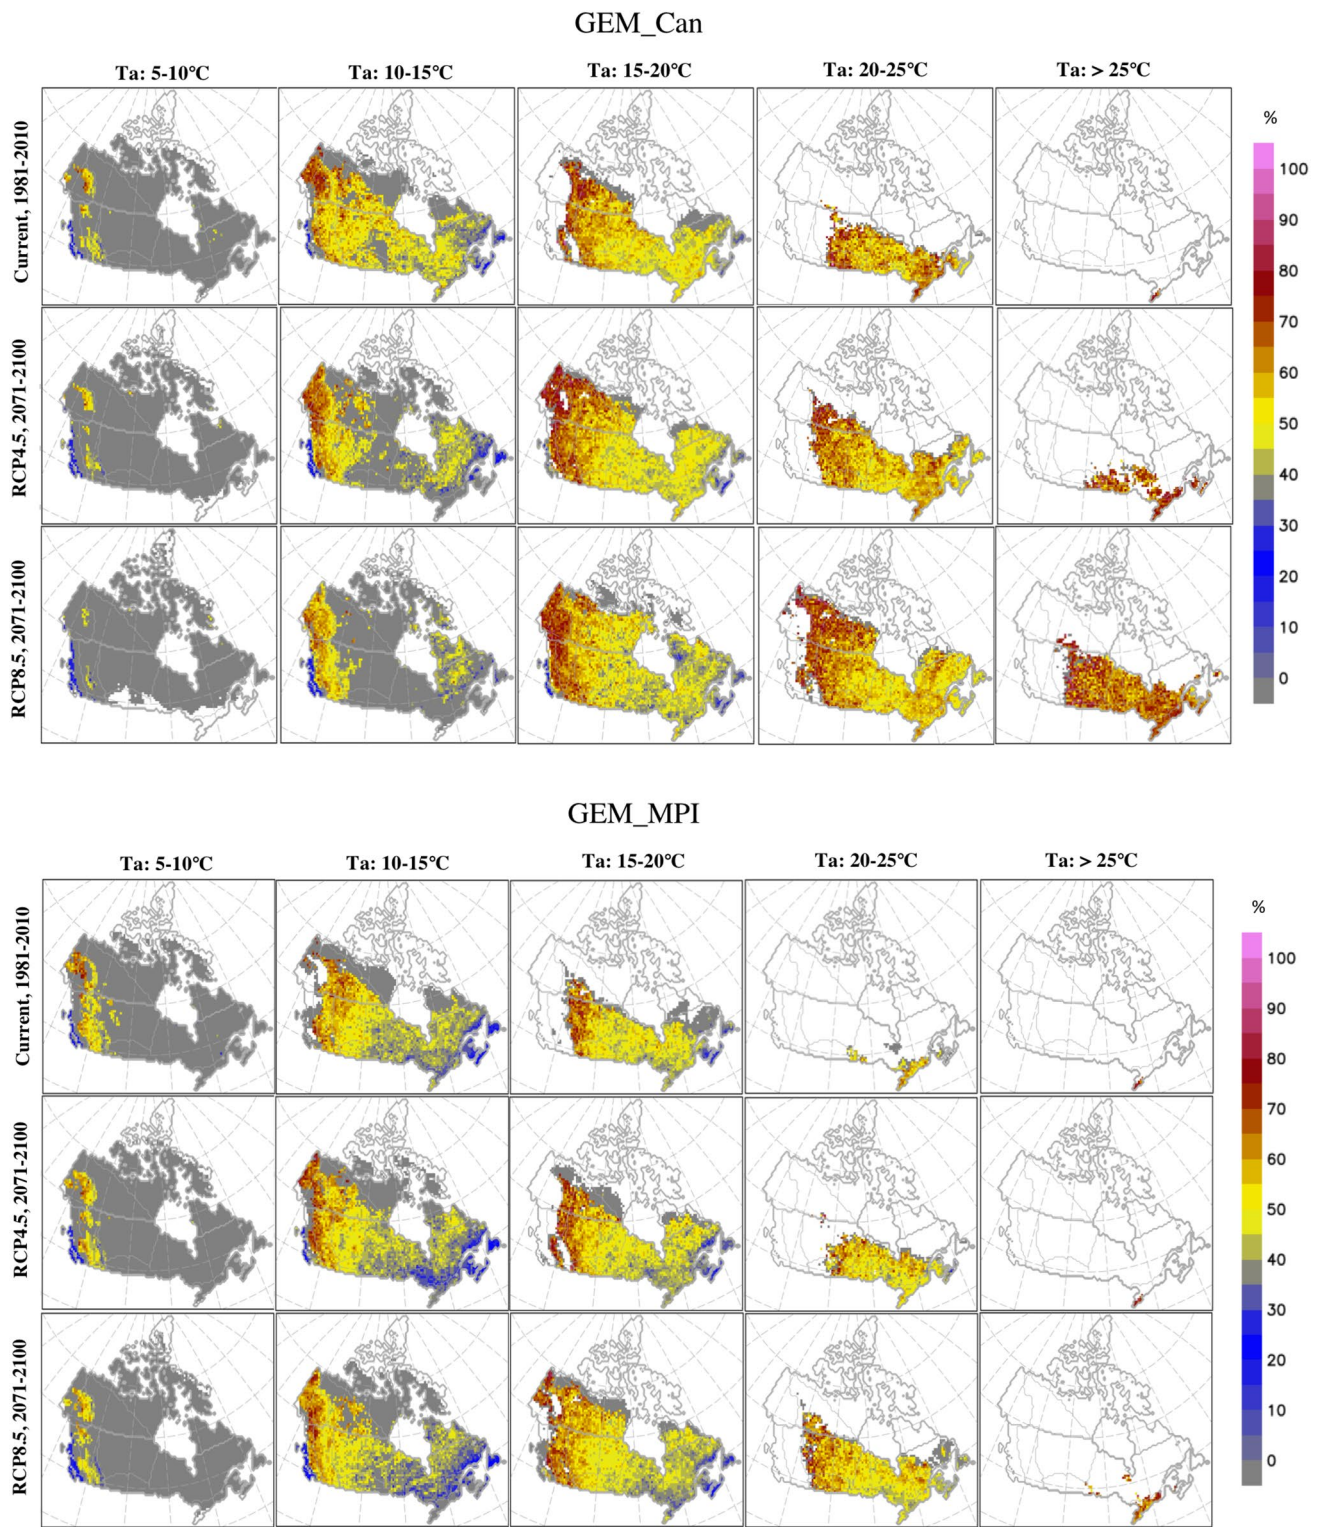 GEM_Can
Ta: 5-10°C Ta: 10-15°C Ta: 15-20°C Ta: 20-25°C Ta: > 25°C
Current, 1981-2010
RCP4.5, 2071-2100
RCP8.5, 2071-2100
%
100
90
80
70
60
50
40
30
20
10
0
GEM_MPI
Ta: 5-10°C Ta: 10-15°C Ta: 15-20°C Ta: 20-25°C Ta: > 25°C
Current, 1981-2010
RCP4.5, 2071-2100
RCP8.5, 2071-2100
%
100
90
80
70
60
50
40
30
20
10
0